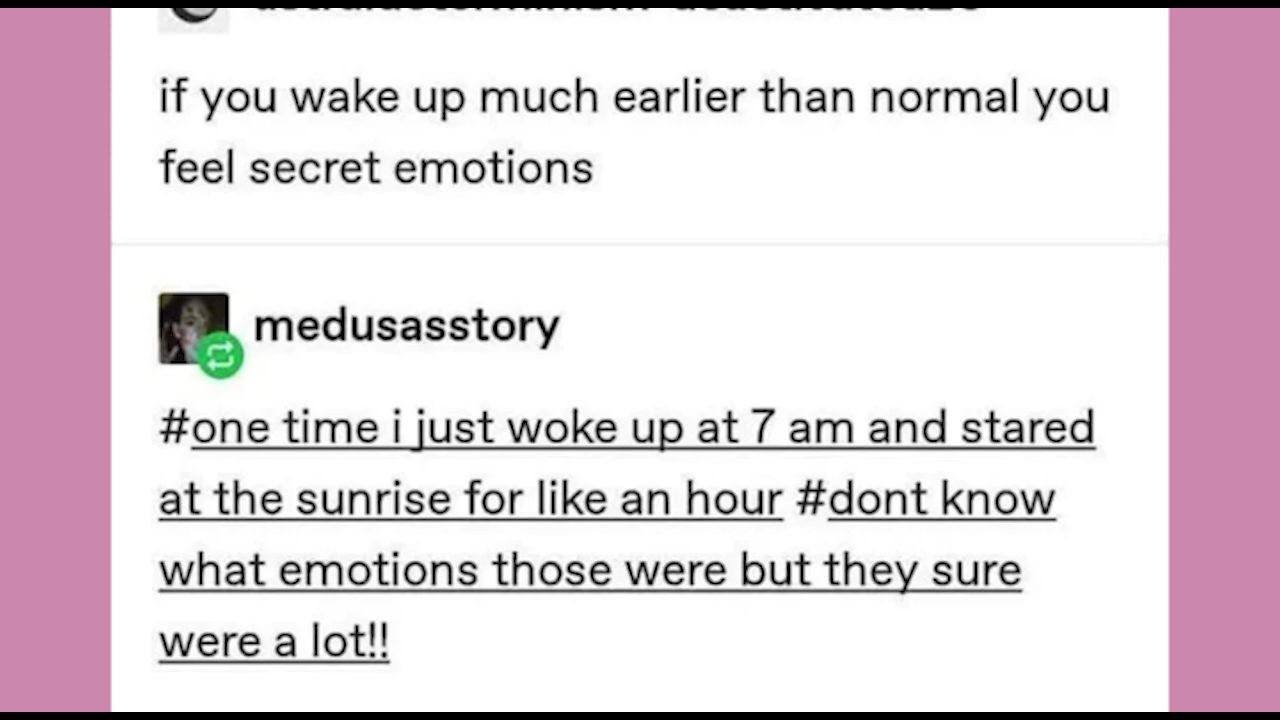 if you wake up much earlier than normal you
feel secret emotions
medusasstory
#one time i just woke up at 7 am and stared
at the sunrise for like an hour #dont know
what emotions those were but they sure
were a lot!!